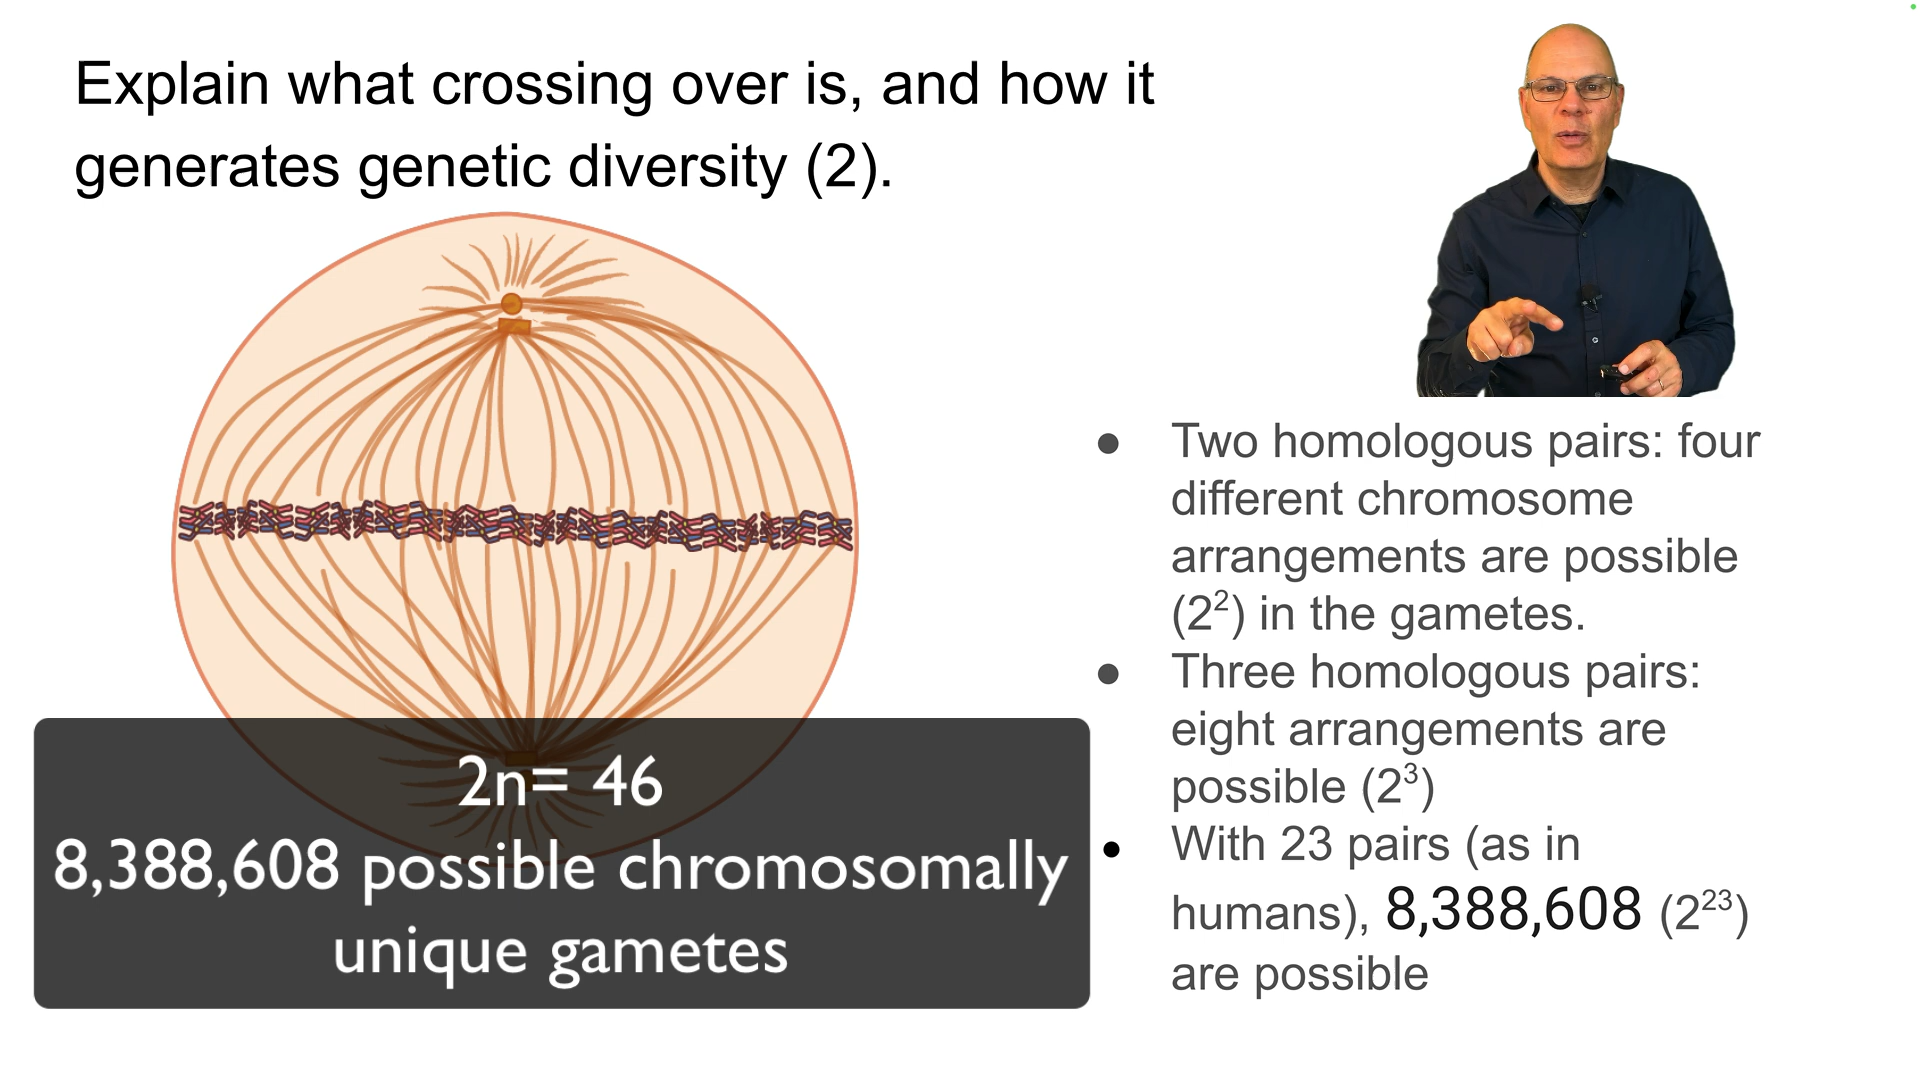 Explain what crossing over is, and how it
generates genetic diversity (2).
● Two homologous pairs: four
different chromosome
arrangements are possible
(2²) in the gametes.
● Three homologous pairs:
eight arrangements are
possible (2³)
● With 23 pairs (as in
humans), 8,388,608 (2²³)
are possible
2n= 46
8,388,608 possible chromosomally
unique gametes